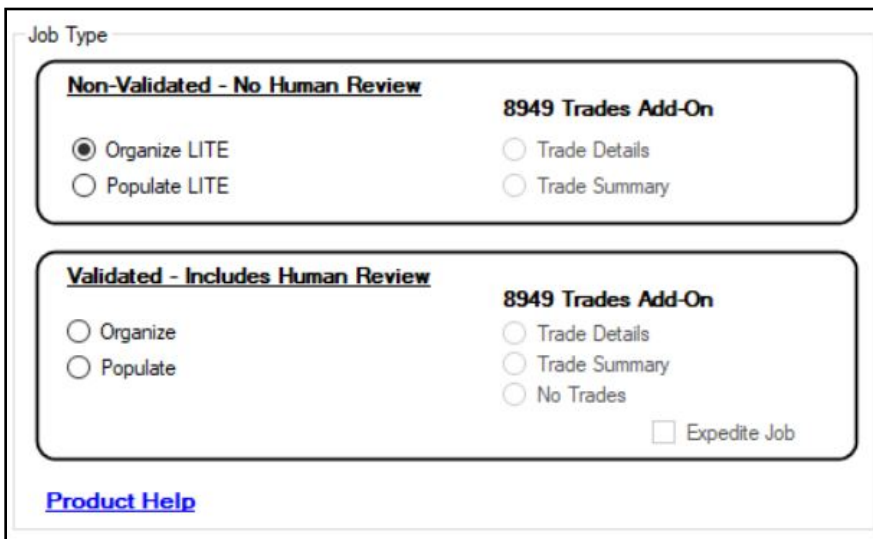 Job Type
Non-Validated - No Human Review
8949 Trades Add-On
Organize LITE
Trade Details
Populate LITE
Trade Summary
Validated - Includes Human Review
8949 Trades Add-On
Organize
Trade Details
Populate
Trade Summary
No Trades
Expedite Job
Product Help